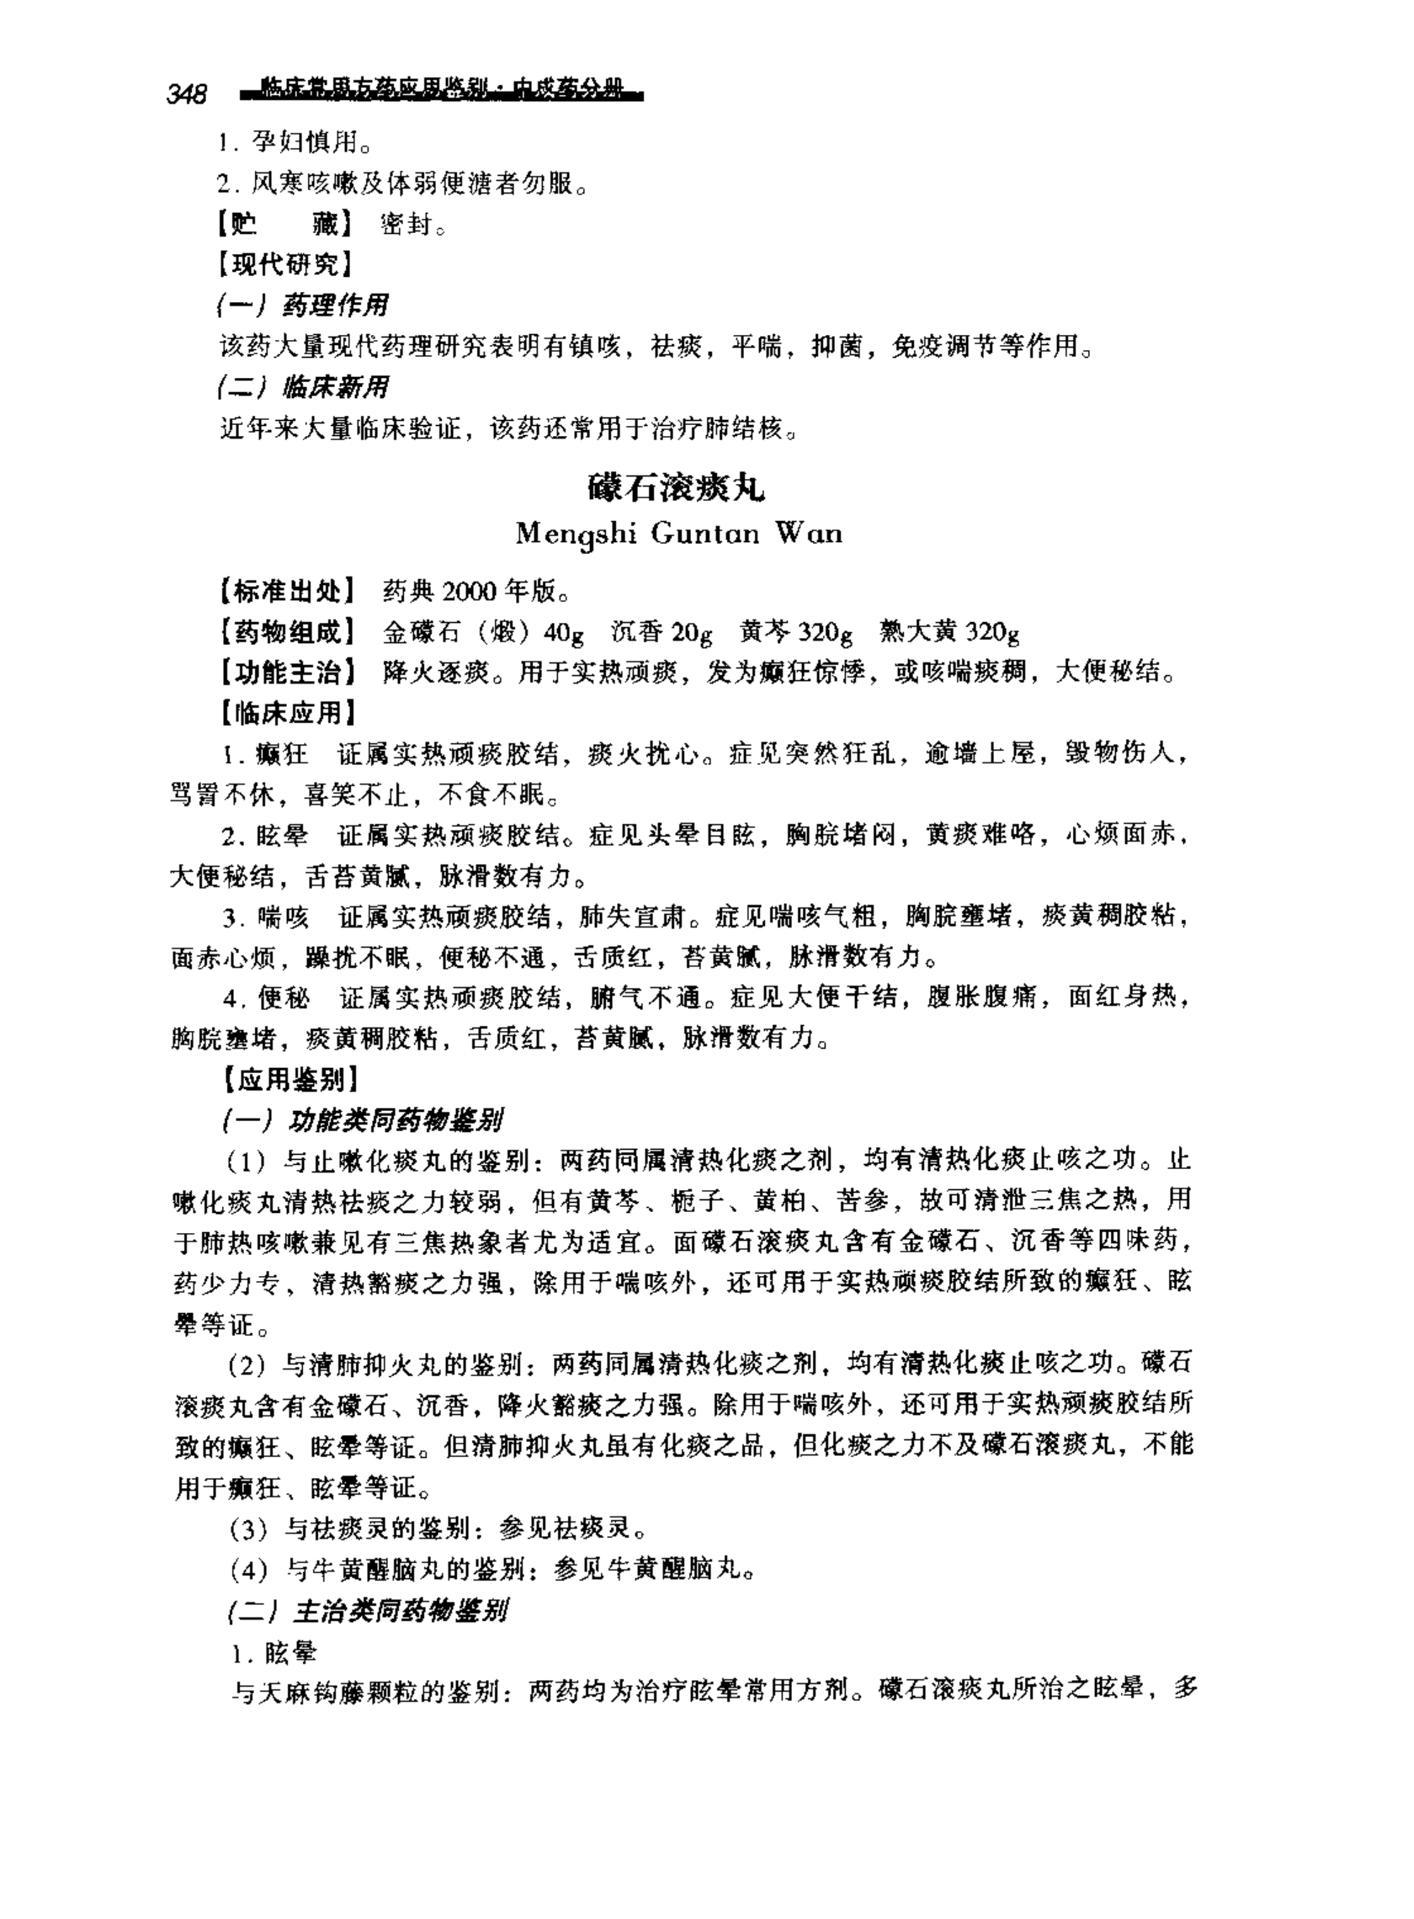 348 临床常用方药应用鉴别·中成药分册
1. 孕妇慎用。
2. 风寒咳嗽及体弱便溏者勿服。
【贮　　藏】 密封。
【现代研究】
(一) 药理作用
该药大量现代药理研究表明有镇咳，祛痰，平喘，抑菌，免疫调节等作用。
(二) 临床新用
近年来大量临床验证，该药还常用于治疗肺结核。
礞石滚痰丸
Mengshi Guntan Wan
【标准出处】 药典 2000 年版。
【药物组成】 金礞石（煅）40g　沉香 20g　黄芩 320g　熟大黄 320g
【功能主治】 降火逐痰。用于实热顽痰，发为癫狂惊悸，或咳喘痰稠，大便秘结。
【临床应用】
1. 癫狂　证属实热顽痰胶结，痰火扰心。症见突然狂乱，逾墙上屋，毁物伤人，
骂詈不休，喜笑不止，不食不眠。
2. 眩晕　证属实热顽痰胶结。症见头晕目眩，胸脘堵闷，黄痰难咯，心烦面赤，
大便秘结，舌苔黄腻，脉滑数有力。
3. 喘咳　证属实热顽痰胶结，肺失宣肃。症见喘咳气粗，胸脘壅堵，痰黄稠胶粘，
面赤心烦，躁扰不眠，便秘不通，舌质红，苔黄腻，脉滑数有力。
4. 便秘　证属实热顽痰胶结，腑气不通。症见大便干结，腹胀腹痛，面红身热，
胸脘壅堵，痰黄稠胶粘，舌质红，苔黄腻，脉滑数有力。
【应用鉴别】
(一) 功能类同药物鉴别
(1) 与止嗽化痰丸的鉴别：两药同属清热化痰之剂，均有清热化痰止咳之功。止
嗽化痰丸清热祛痰之力较弱，但有黄芩、栀子、黄柏、苦参，故可清泄三焦之热，用
于肺热咳嗽兼见有三焦热象者尤为适宜。面礞石滚痰丸含有金礞石、沉香等四味药，
药少力专，清热豁痰之力强，除用于喘咳外，还可用于实热顽痰胶结所致的癫狂、眩
晕等证。
(2) 与清肺抑火丸的鉴别：两药同属清热化痰之剂，均有清热化痰止咳之功。礞石
滚痰丸含有金礞石、沉香，降火豁痰之力强。除用于喘咳外，还可用于实热顽痰胶结所
致的癫狂、眩晕等证。但清肺抑火丸虽有化痰之品，但化痰之力不及礞石滚痰丸，不能
用于癫狂、眩晕等证。
(3) 与祛痰灵的鉴别：参见祛痰灵。
(4) 与牛黄醒脑丸的鉴别：参见牛黄醒脑丸。
(二) 主治类同药物鉴别
1. 眩晕
与天麻钩藤颗粒的鉴别：两药均为治疗眩晕常用方剂。礞石滚痰丸所治之眩晕，多